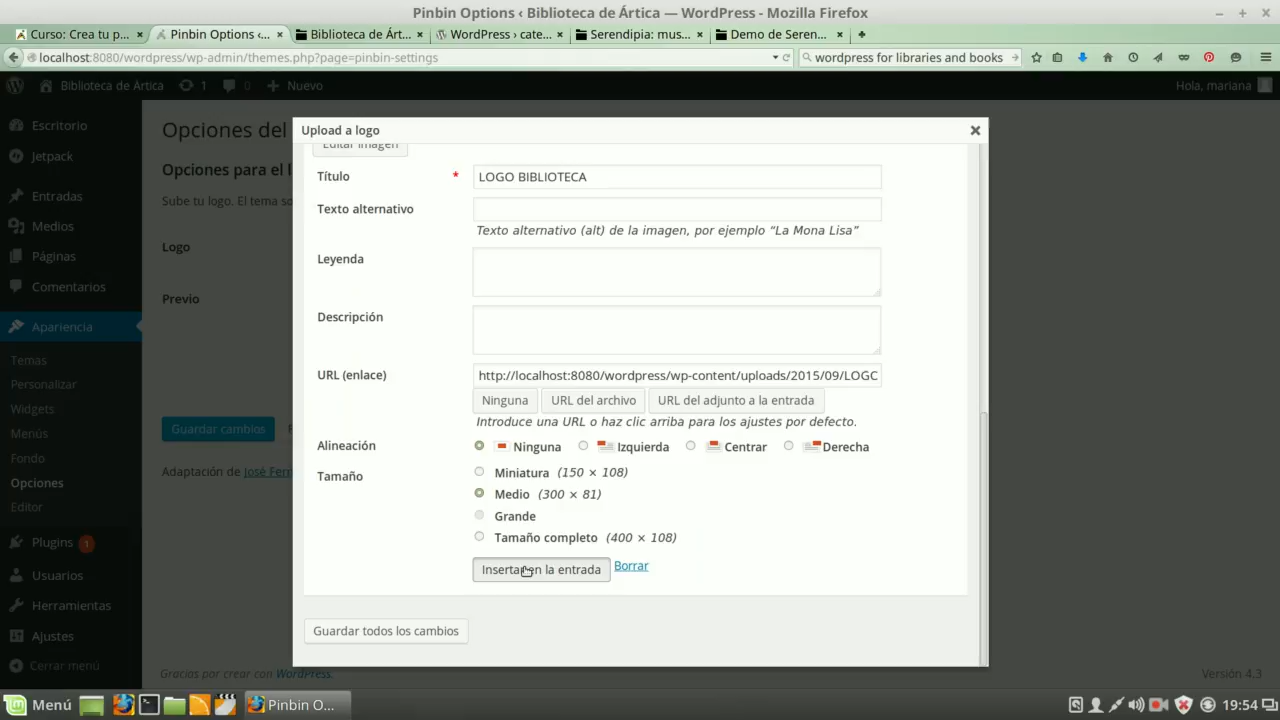 Pinbin Options ‹ Biblioteca de Ártica — WordPress - Mozilla Firefox
Curso: Crea tu p...
Pinbin Options ‹...
Biblioteca de Árt...
WordPress › cate...
Serendipia: mus...
Demo de Seren...
localhost:8080/wordpress/wp-admin/themes.php?page=pinbin-settings
wordpress for libraries and books
Biblioteca de Ártica
1
0
Nuevo
Hola, mariana
Escritorio
Jetpack
Entradas
Medios
Páginas
Comentarios
Apariencia
Temas
Personalizar
Widgets
Menús
Fondo
Opciones
Editor
Plugins 1
Usuarios
Herramientas
Ajustes
Cerrar menú
Opciones del
Opciones para el l
Sube tu logo. El tema so
Logo
Previo
Guardar cambios
Adaptación de José Fer
Upload a logo
Editar imagen
Título * LOGO BIBLIOTECA
Texto alternativo
Texto alternativo (alt) de la imagen, por ejemplo “La Mona Lisa”
Leyenda
Descripción
URL (enlace) http://localhost:8080/wordpress/wp-content/uploads/2015/09/LOGO
Ninguna URL del archivo URL del adjunto a la entrada
Introduce una URL o haz clic arriba para los ajustes por defecto.
Alineación Ninguna Izquierda Centrar Derecha
Tamaño Miniatura (150 × 108)
Medio (300 × 81)
Grande
Tamaño completo (400 × 108)
Insertar en la entrada Borrar
Guardar todos los cambios
Gracias por crear con WordPress.
Versión 4.3
Menú
Pinbin O...
19:54